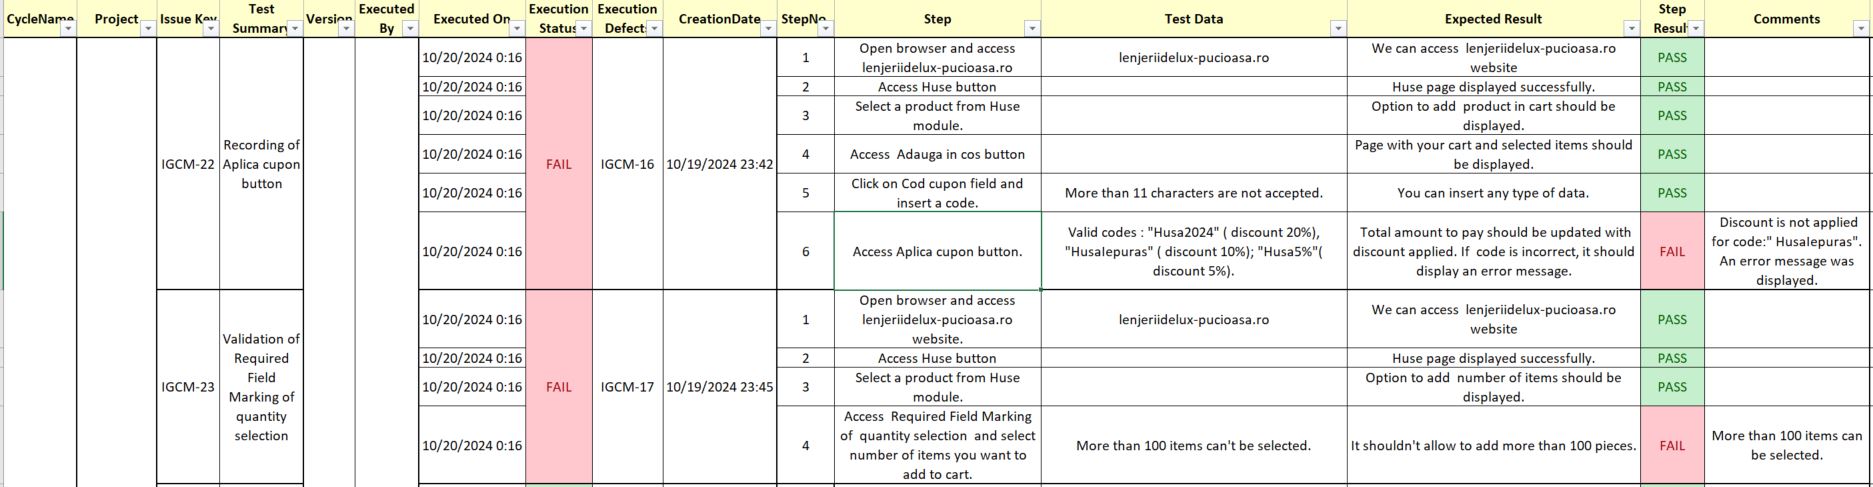 CycleName Project Issue Key Test Summary Version Executed By Executed On Execution Status Execution Defects CreationDate StepNo Step Test Data Expected Result Step Result Comments
IGCM-22
Recording of
Aplica cupon
button
FAIL
IGCM-16
10/19/2024 23:42
10/20/2024 0:16
1
Open browser and access
lenjeriidelux-pucioasa.ro
lenjeriidelux-pucioasa.ro
We can access lenjeriidelux-pucioasa.ro
website
PASS
10/20/2024 0:16
2
Access Huse button
Huse page displayed successfully.
PASS
10/20/2024 0:16
3
Select a product from Huse
module.
Option to add product in cart should be
displayed.
PASS
10/20/2024 0:16
4
Access Adauga in cos button
Page with your cart and selected items should
be displayed.
PASS
10/20/2024 0:16
5
Click on Cod cupon field and
insert a code.
More than 11 characters are not accepted.
You can insert any type of data.
PASS
10/20/2024 0:16
6
Access Aplica cupon button.
Valid codes : "Husa2024" ( discount 20%),
"Husalepuras" ( discount 10%); "Husa5%"(
discount 5%).
Total amount to pay should be updated with
discount applied. If code is incorrect, it should
display an error message.
FAIL
Discount is not applied
for code:" Husalepuras".
An error message was
displayed.
IGCM-23
Validation of
Required
Field
Marking of
quantity
selection
FAIL
IGCM-17
10/19/2024 23:45
10/20/2024 0:16
1
Open browser and access
lenjeriidelux-pucioasa.ro
website.
lenjeriidelux-pucioasa.ro
We can access lenjeriidelux-pucioasa.ro
website
PASS
10/20/2024 0:16
2
Access Huse button
Huse page displayed successfully.
PASS
10/20/2024 0:16
3
Select a product from Huse
module.
Option to add number of items should be
displayed.
PASS
10/20/2024 0:16
4
Access Required Field Marking
of quantity selection and select
number of items you want to
add to cart.
More than 100 items can't be selected.
It shouldn't allow to add more than 100 pieces.
FAIL
More than 100 items can
be selected.